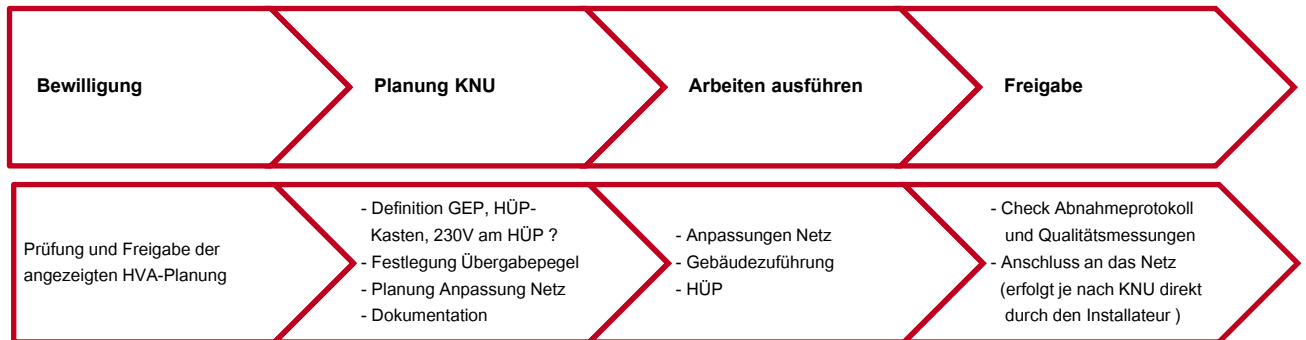 Bewilligung
Planung KNU
Arbeiten ausführen
Freigabe
Prüfung und Freigabe der
angezeigten HVA-Planung
- Definition GEP, HÜP-
Kasten, 230V am HÜP ?
- Festlegung Übergabepegel
- Planung Anpassung Netz
- Dokumentation
- Anpassungen Netz
- Gebäudezuführung
- HÜP
- Check Abnahmeprotokoll
und Qualitätsmessungen
- Anschluss an das Netz
(erfolgt je nach KNU direkt
durch den Installateur )